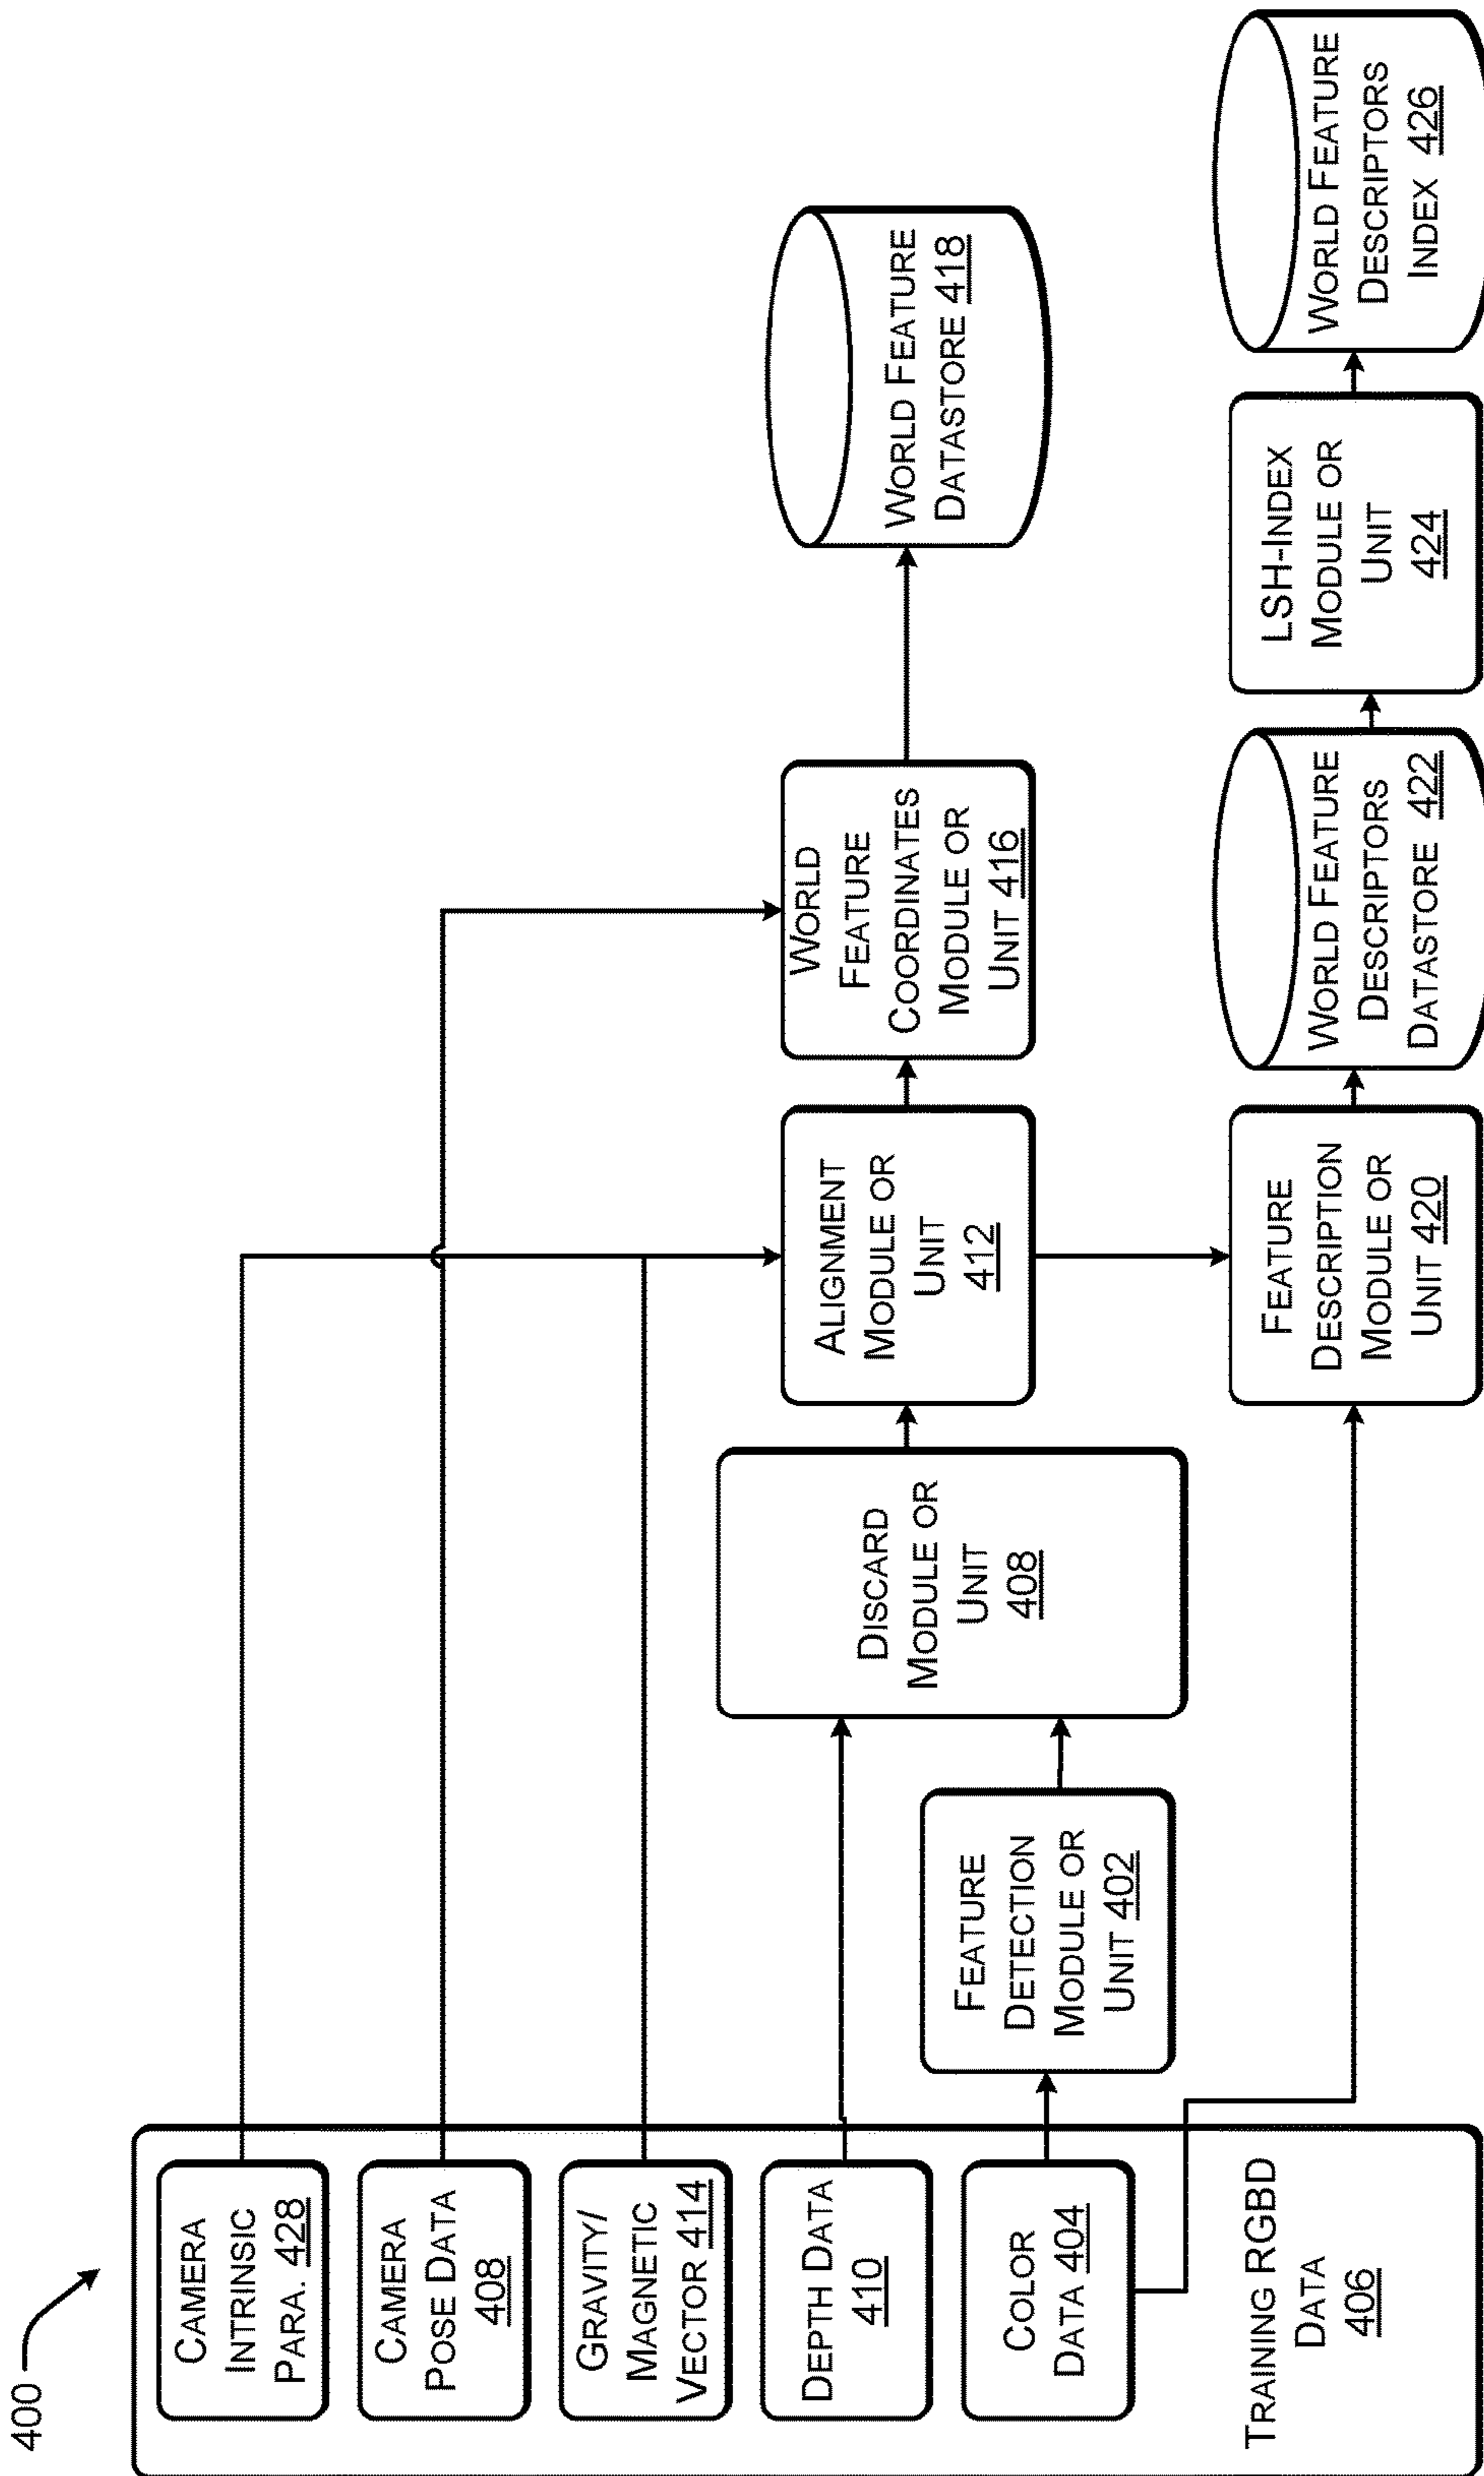 400
CAMERA
INTRINSIC
PARA. 428
CAMERA
POSE DATA
408
GRAVITY/
MAGNETIC
VECTOR 414
DEPTH DATA
410
COLOR
DATA 404
TRAINING RGBD
DATA
406
FEATURE
DETECTION
MODULE OR
UNIT 402
DISCARD
MODULE OR
UNIT
408
ALIGNMENT
MODULE OR
UNIT
412
WORLD
FEATURE
COORDINATES
MODULE OR
UNIT 416
WORLD FEATURE
DATASTORE 418
FEATURE
DESCRIPTION
MODULE OR
UNIT 420
WORLD FEATURE
DESCRIPTORS
DATASTORE 422
LSH-INDEX
MODULE OR
UNIT
424
WORLD FEATURE
DESCRIPTORS
INDEX 426